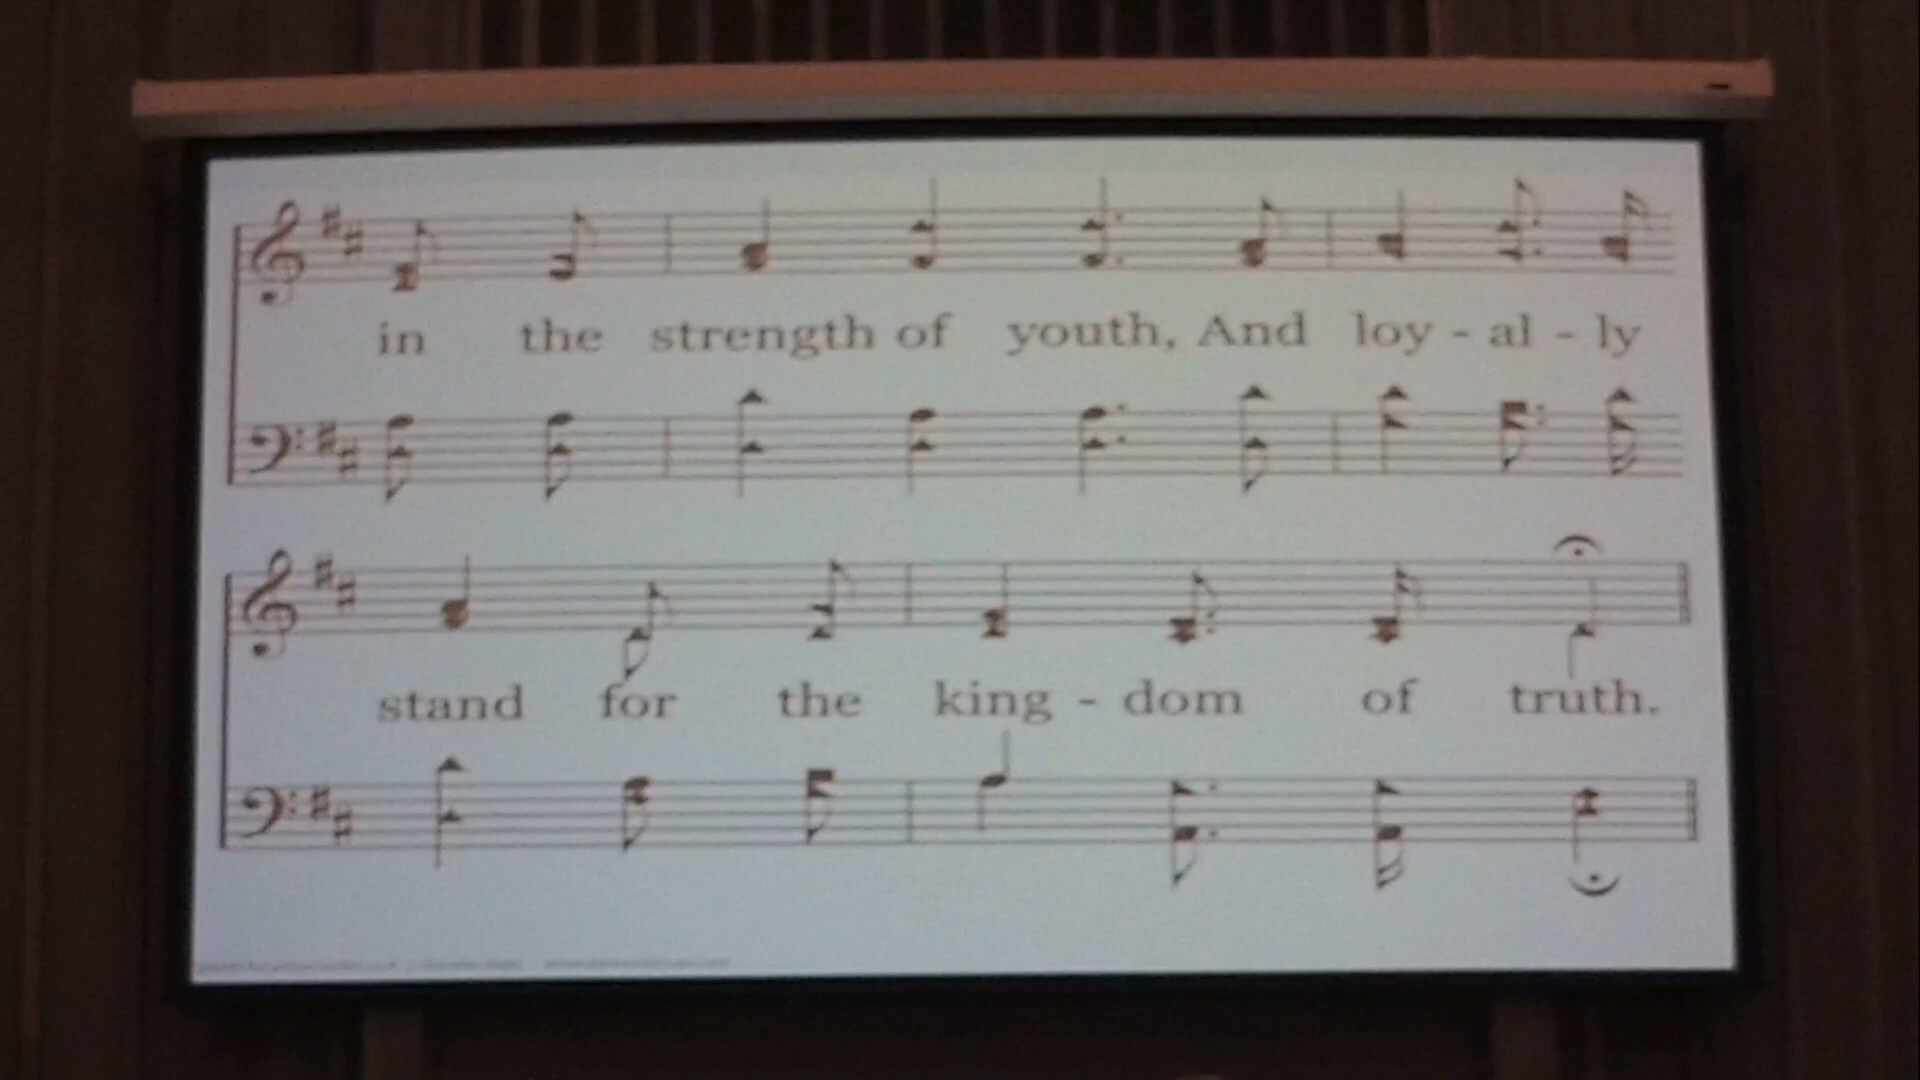 in the strength of youth, And loy - al - ly
stand for the king - dom of truth.